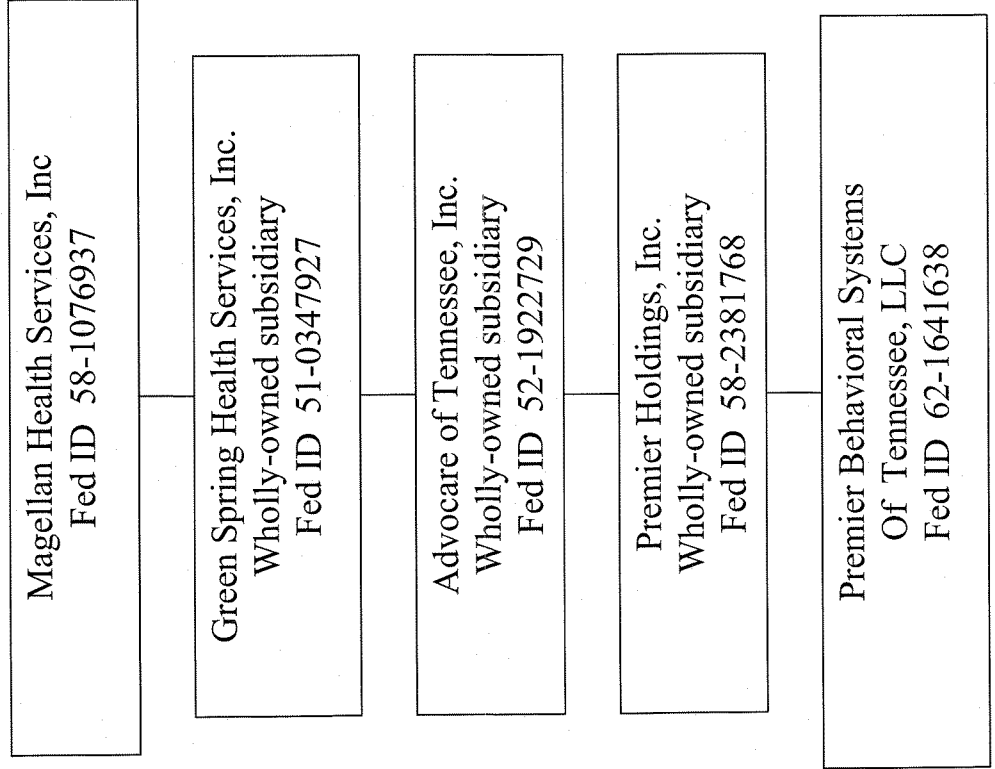 Magellan Health Services, Inc
Fed ID 58-1076937
Green Spring Health Services, Inc.
Wholly-owned subsidiary
Fed ID 51-0347927
Advocare of Tennessee, Inc.
Wholly-owned subsidiary
Fed ID 52-1922729
Premier Holdings, Inc.
Wholly-owned subsidiary
Fed ID 58-2381768
Premier Behavioral Systems
Of Tennessee, LLC
Fed ID 62-1641638